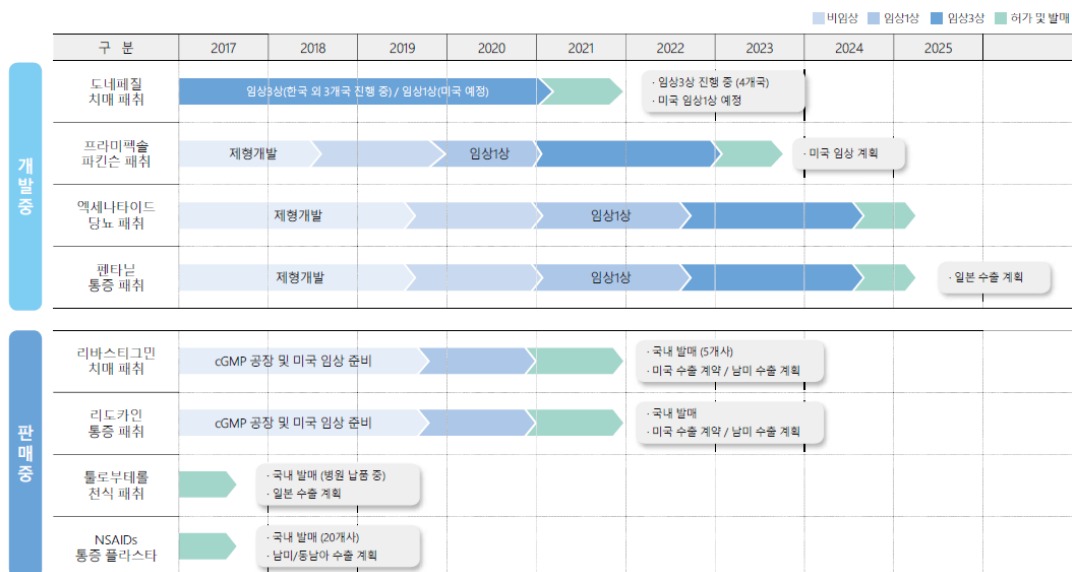 비임상 임상1상 임상3상 허가 및 발매
구 분 2017 2018 2019 2020 2021 2022 2023 2024 2025
개발중
도네페질
치매 패취
임상3상(한국 외 3개국 진행 중) / 임상1상(미국 예정)
· 임상3상 진행 중 (4개국)
· 미국 임상1상 예정
프라미펙솔
파킨슨 패취
제형개발 임상1상
· 미국 임상 계획
엑세나타이드
당뇨 패취
제형개발 임상1상
펜타닐
통증 패취
제형개발 임상1상
· 일본 수출 계획
판매중
리바스티그민
치매 패취
cGMP 공장 및 미국 임상 준비
· 국내 발매 (5개사)
· 미국 수출 계약 / 남미 수출 계획
리도카인
통증 패취
cGMP 공장 및 미국 임상 준비
· 국내 발매
· 미국 수출 계약 / 남미 수출 계획
툴로부테롤
천식 패취
· 국내 발매 (병원 납품 중)
· 일본 수출 계획
NSAIDs
통증 플라스타
· 국내 발매 (20개사)
· 남미/동남아 수출 계획